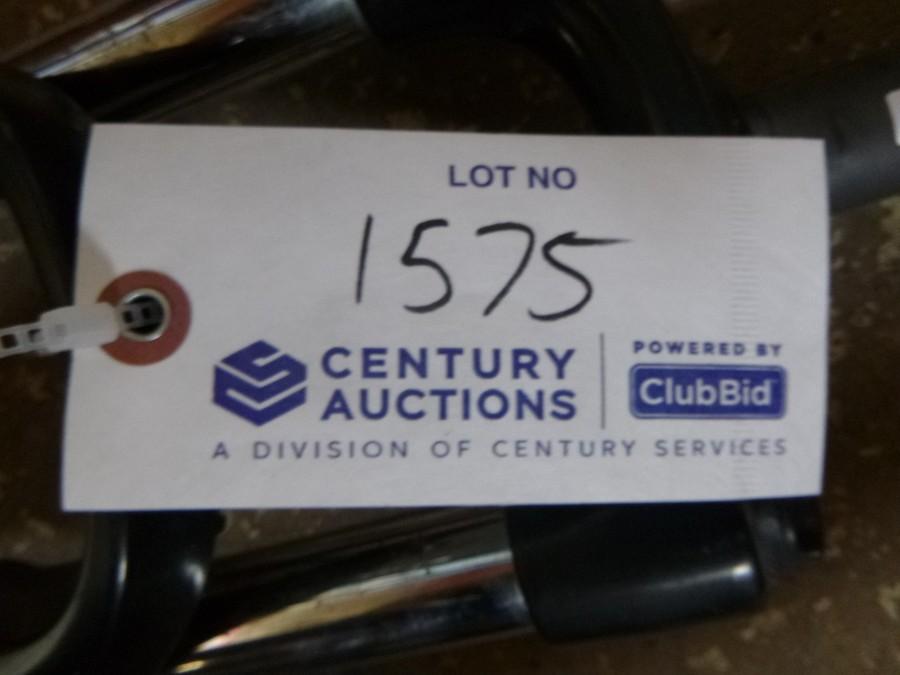 LOT NO
1575
CENTURY
AUCTIONS
POWERED BY
ClubBid
A DIVISION OF CENTURY SERVICES